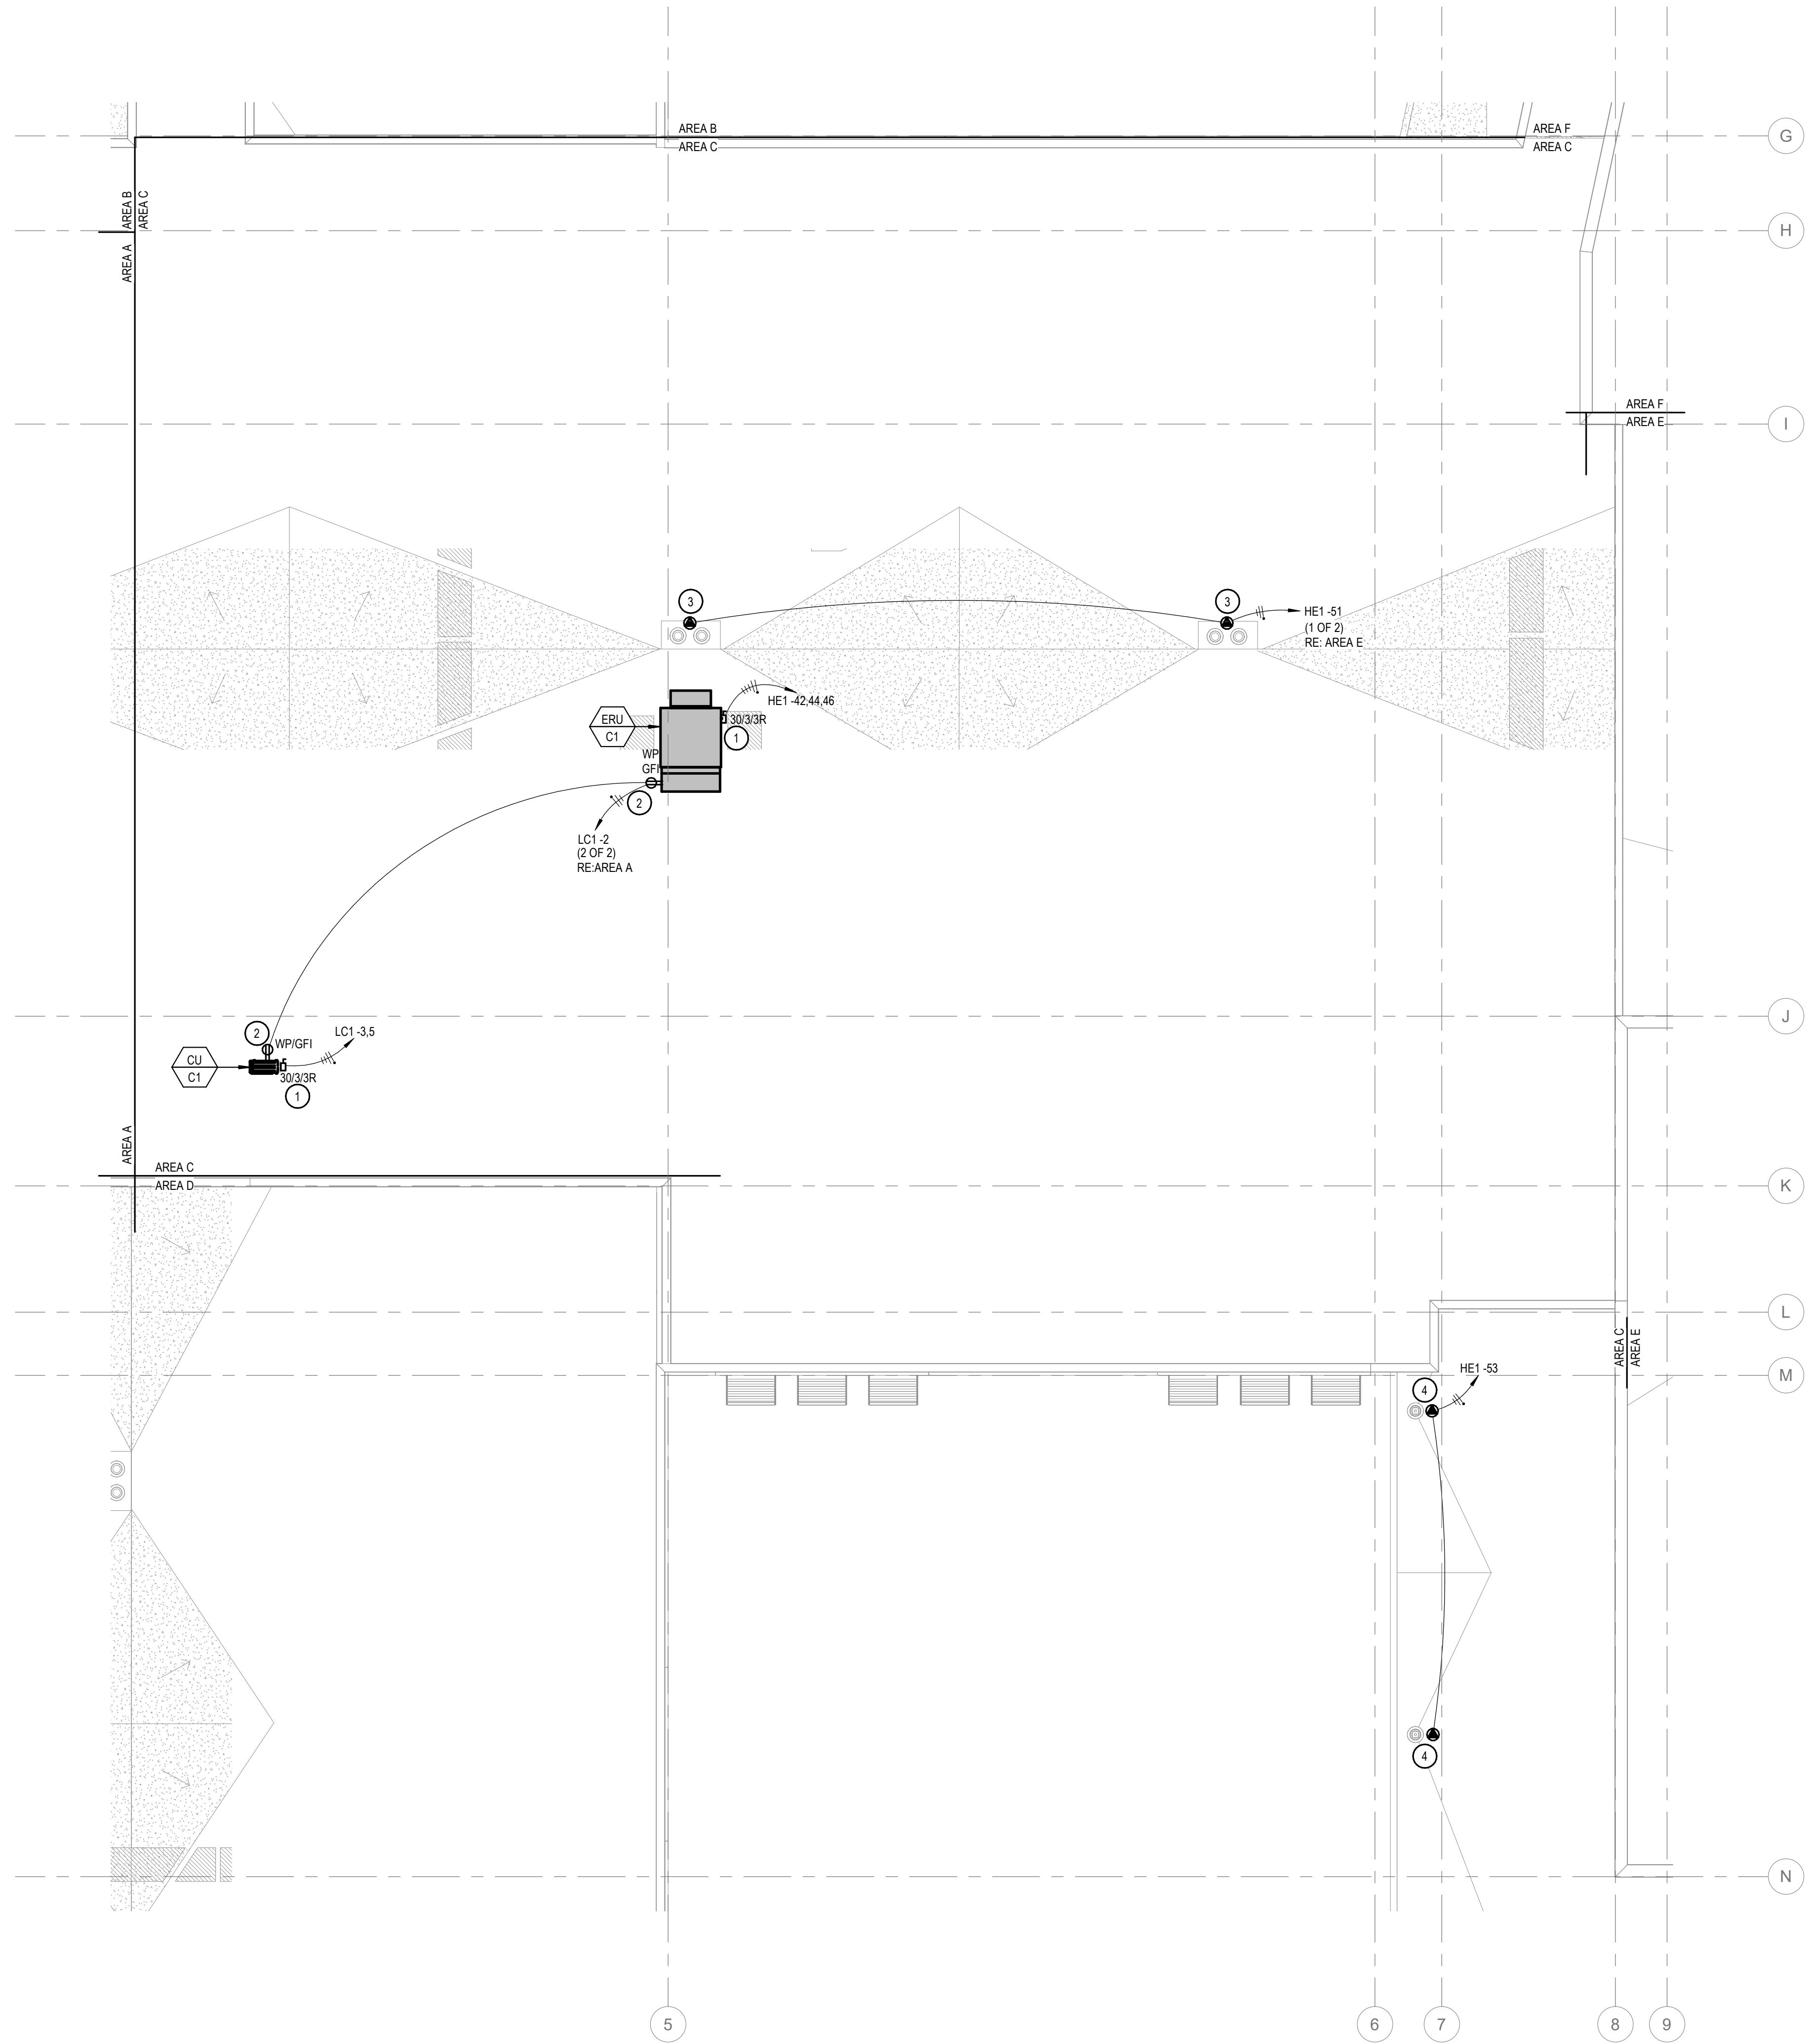 AREA B
AREA C
AREA F
AREA C
G
AREA B
AREA C
H
AREA A
AREA F
AREA E
I
3
3
HE1 -51
(1 OF 2)
RE: AREA E
HE1 -42,44,46
ERU
C1
30/3/3R
1
WP
GFI
2
LC1 -2
(2 OF 2)
RE:AREA A
J
2
WP/GFI
LC1 -3,5
CU
C1
30/3/3R
1
AREA A
AREA C
AREA D
K
L
AREA C
AREA E
HE1 -53
M
4
4
N
5
6
7
8
9